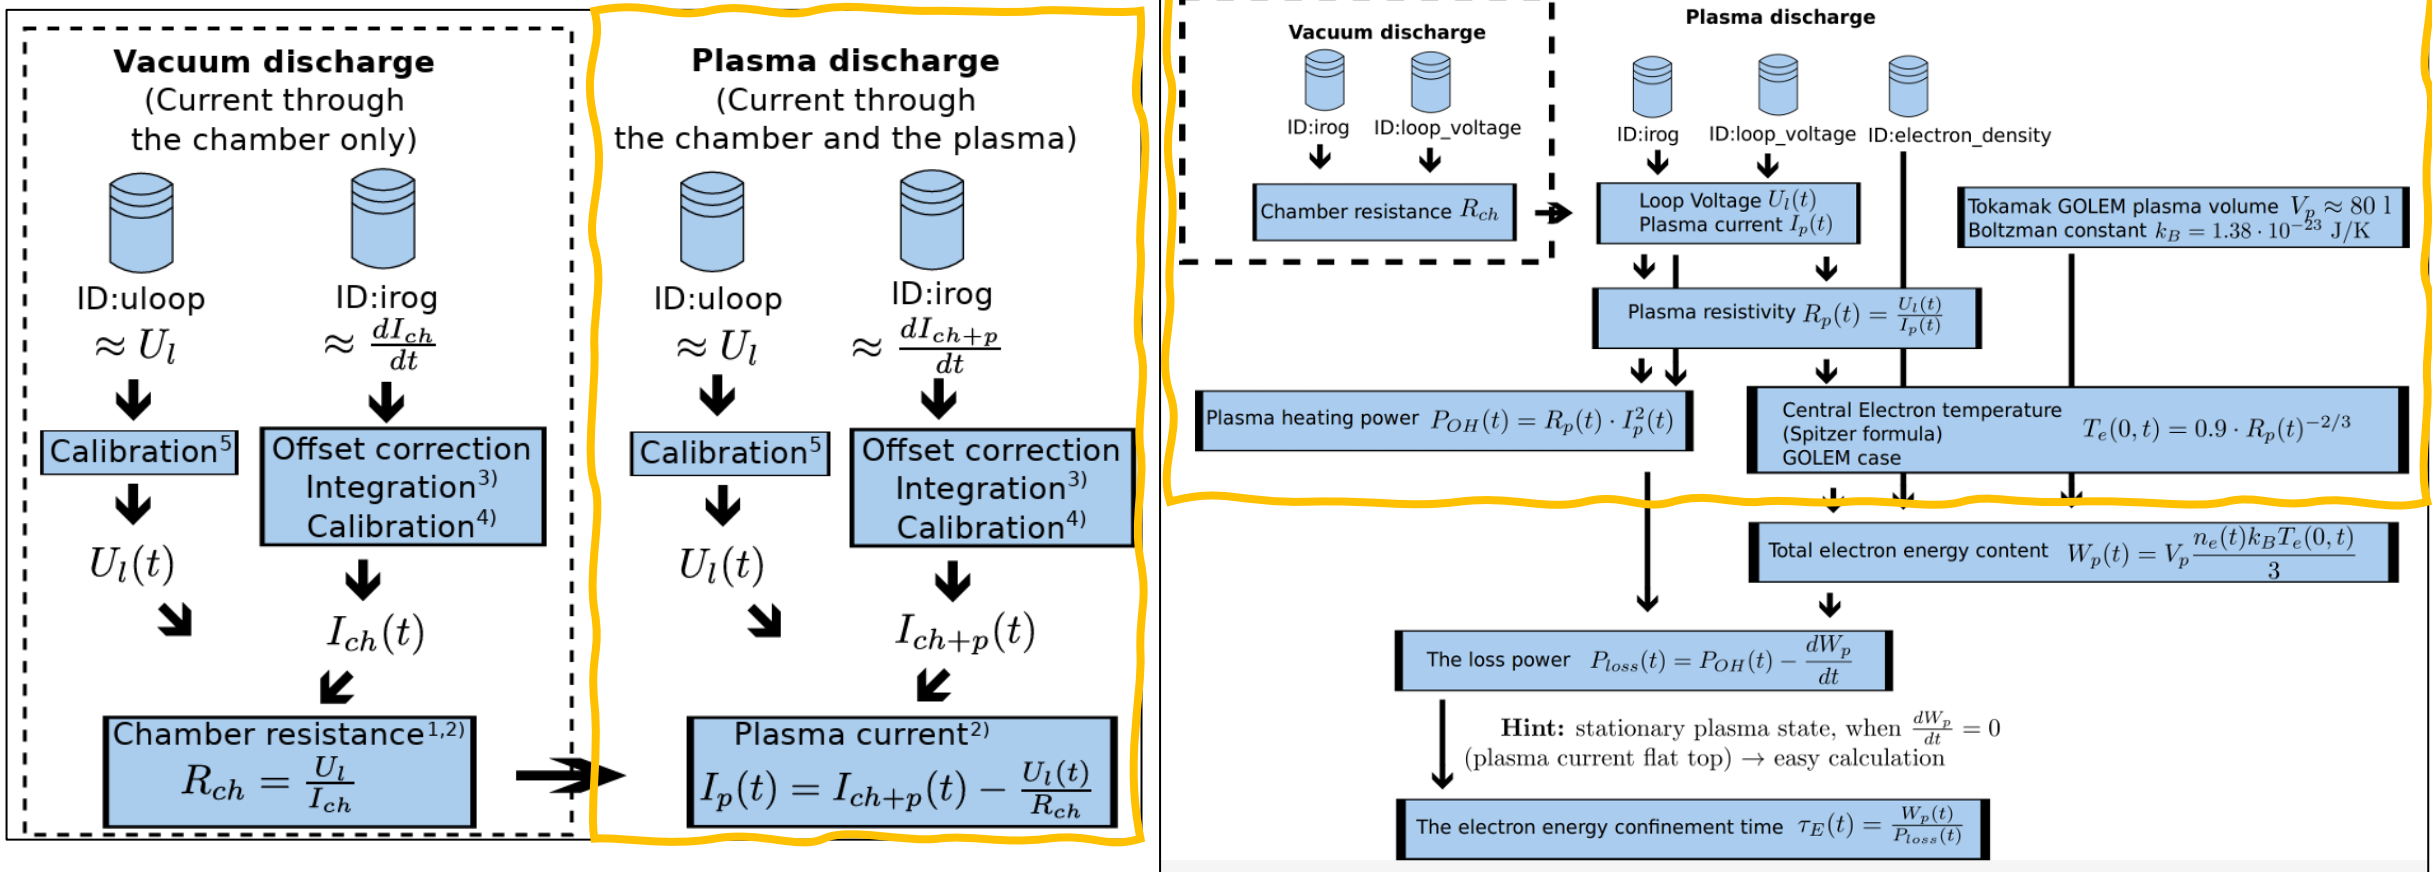 Vacuum discharge
(Current through
the chamber only)
ID:uloop
≈ U_l
ID:irog
≈ dI_ch/dt
Calibration⁵
Offset correction
Integration³⁾
Calibration⁴⁾
U_l(t)
I_ch(t)
Chamber resistance¹,²⁾
R_ch = U_l/I_ch
Plasma discharge
(Current through
the chamber and the plasma)
ID:uloop
≈ U_l
ID:irog
≈ dI_ch+p/dt
Calibration⁵
Offset correction
Integration³⁾
Calibration⁴⁾
U_l(t)
I_ch+p(t)
Plasma current²⁾
I_p(t) = I_ch+p(t) − U_l(t)/R_ch
Vacuum discharge
ID:irog
ID:loop_voltage
Chamber resistance R_ch
Plasma discharge
ID:irog
ID:loop_voltage
ID:electron_density
Loop Voltage U_l(t)
Plasma current I_p(t)
Tokamak GOLEM plasma volume V_p ≈ 80 l
Boltzman constant k_B = 1.38 · 10⁻²³ J/K
Plasma resistivity R_p(t) = U_l(t)/I_p(t)
Plasma heating power P_OH(t) = R_p(t) · I_p²(t)
Central Electron temperature
(Spitzer formula)
GOLEM case
T_e(0, t) = 0.9 · R_p(t)^−2/3
Total electron energy content W_p(t) = V_p n_e(t)k_BT_e(0, t)/3
The loss power P_loss(t) = P_OH(t) − dW_p/dt
Hint: stationary plasma state, when dW_p/dt = 0
(plasma current flat top) → easy calculation
The electron energy confinement time τ_E(t) = W_p(t)/P_loss(t)